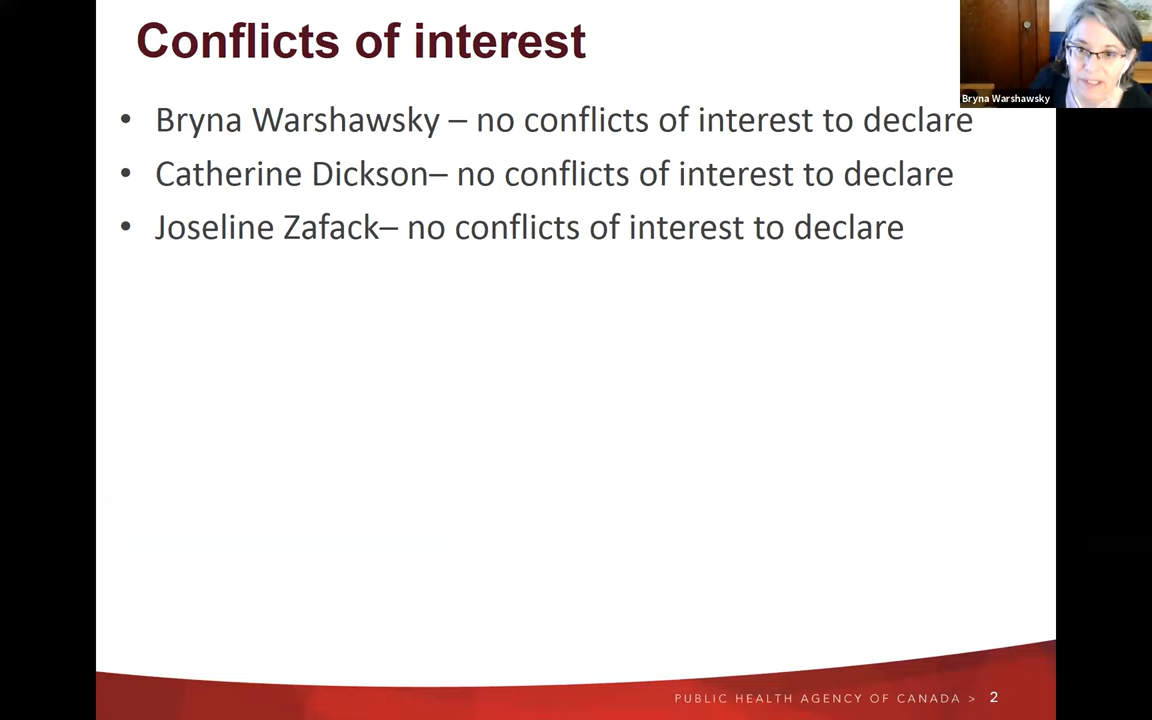 Conflicts of interest
Bryna Warshawsky
• Bryna Warshawsky – no conflicts of interest to declare
• Catherine Dickson– no conflicts of interest to declare
• Joseline Zafack– no conflicts of interest to declare
PUBLIC HEALTH AGENCY OF CANADA > 2